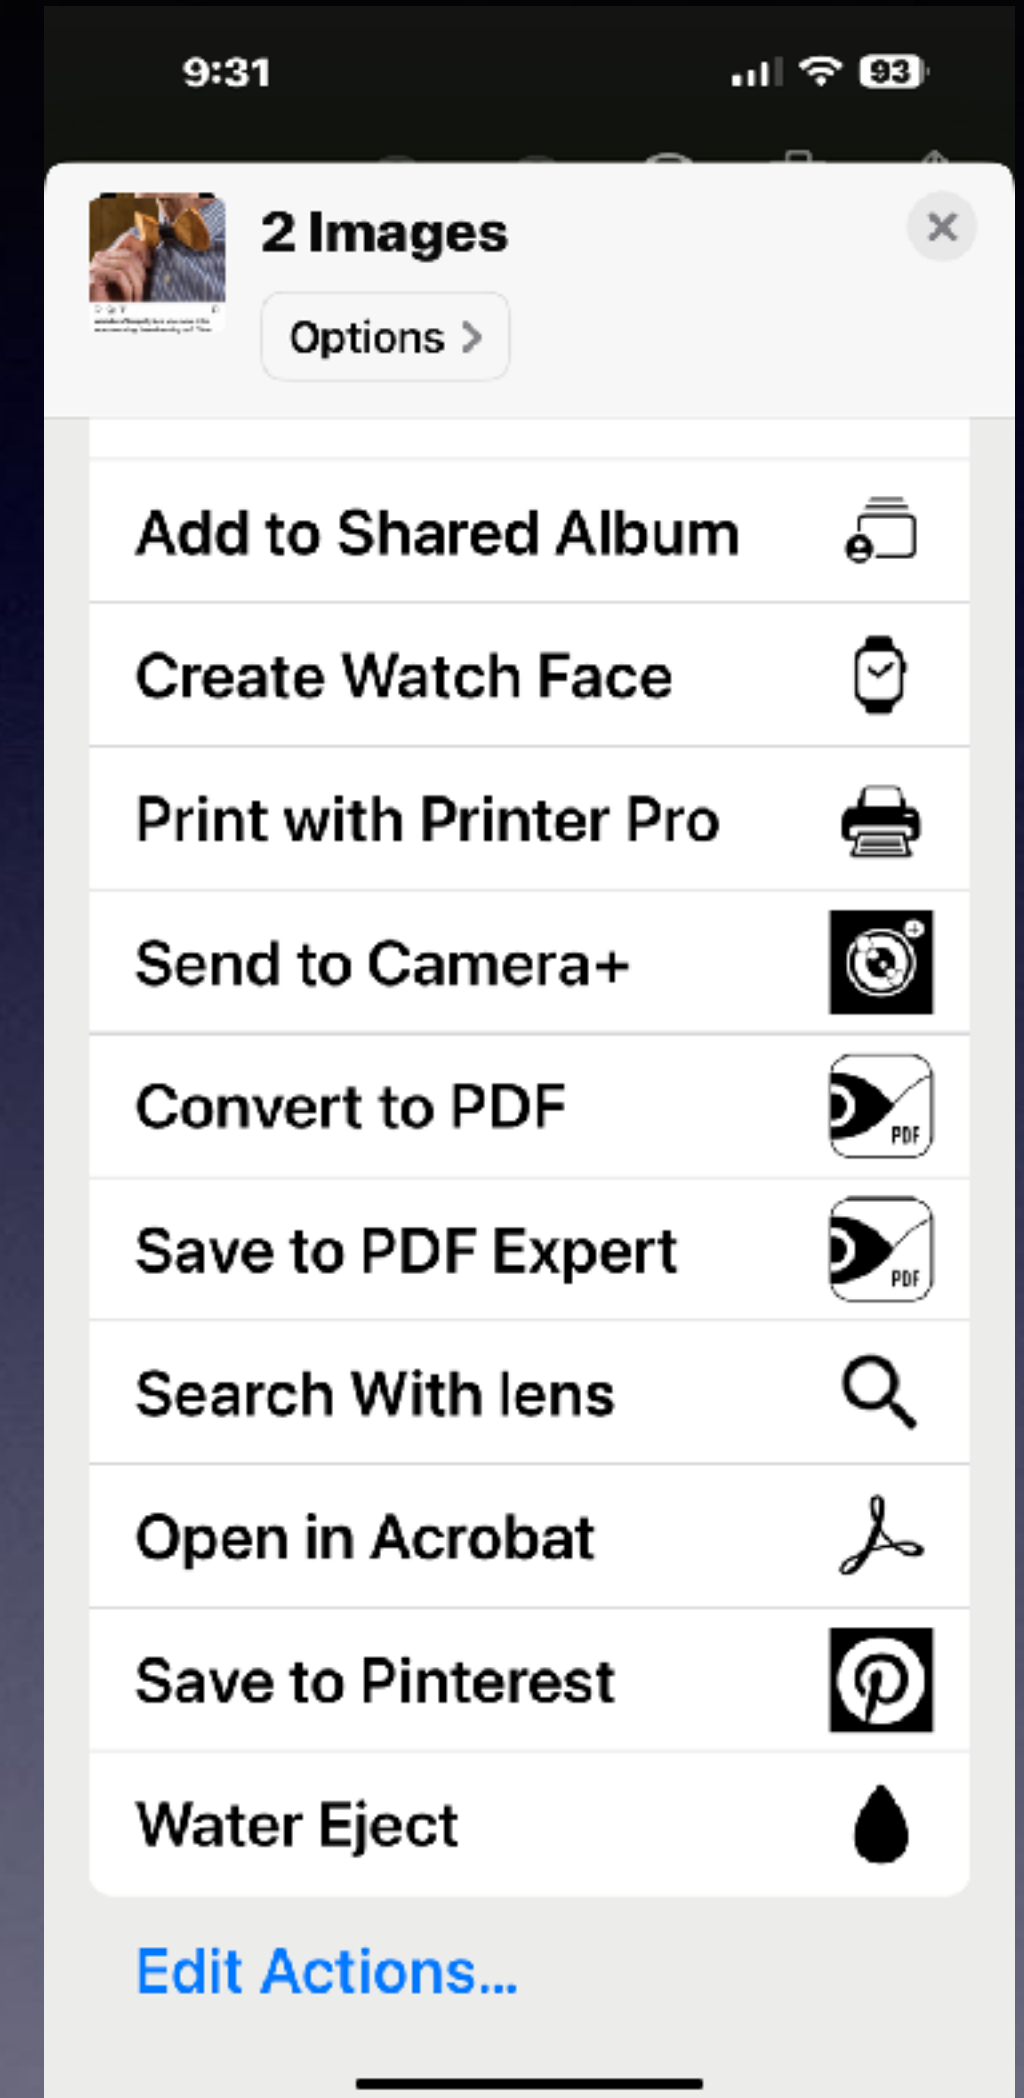 9:31
93
2 Images
Options
Add to Shared Album
Create Watch Face
Print with Printer Pro
Send to Camera+
Convert to PDF
PDF
Save to PDF Expert
PDF
Search With lens
Open in Acrobat
Save to Pinterest
Water Eject
Edit Actions...